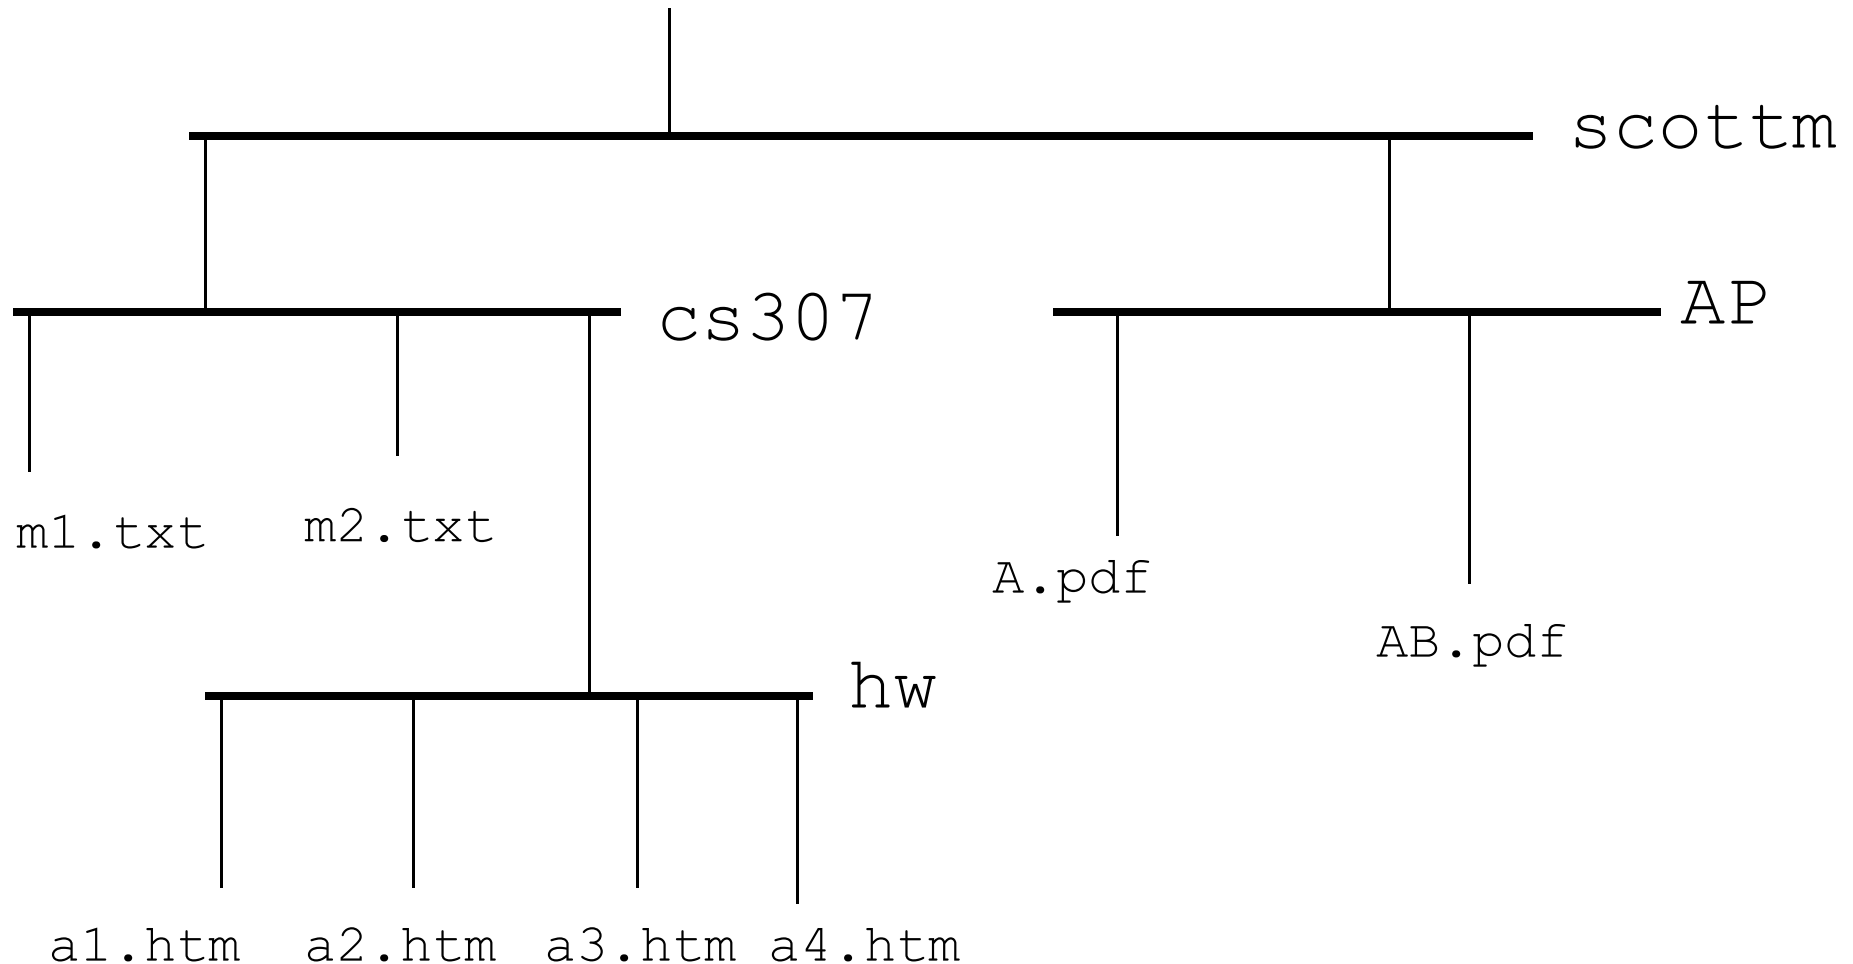 scottm
cs307
AP
m1.txt
m2.txt
A.pdf
AB.pdf
hw
a1.htm
a2.htm
a3.htm
a4.htm